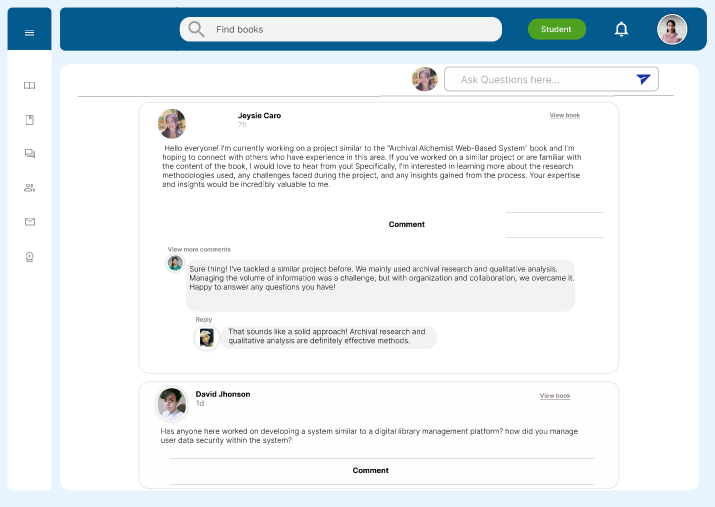 Find books
Student
Ask Questions here...
Jeysie Caro
7h
View book
Hello everyone! I'm currently working on a project similar to the "Archival Alchemist Web-Based System" book and I'm
hoping to connect with others who have experience in this area. If you've worked on a similar project or are familiar with
the content of the book, I would love to hear from you! Specifically, I'm interested in learning more about the research
methodologies used, any challenges faced during the project, and any insights gained from the process. Your expertise
and insights would be incredibly valuable to me.
Comment
View more comments
Sure thing! I've tackled a similar project before. We mainly used archival research and qualitative analysis.
Managing the volume of information was a challenge, but with organization and collaboration, we overcame it.
Happy to answer any questions you have!
Reply
That sounds like a solid approach! Archival research and
qualitative analysis are definitely effective methods.
David Jhonson
1d
View book
Has anyone here worked on developing a system similar to a digital library management platform? how did you manage
user data security within the system?
Comment